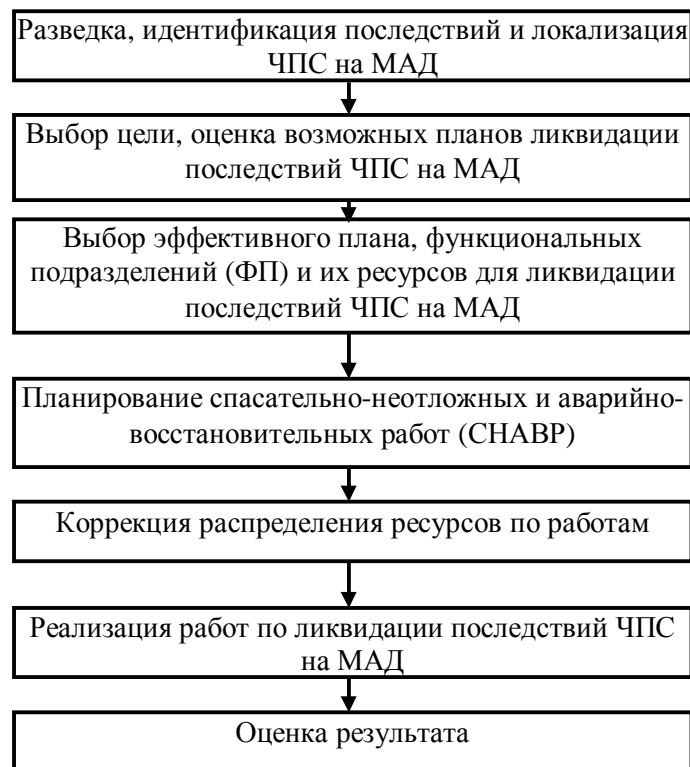 Разведка, идентификация последствий и локализация
ЧПС на МАД
Выбор цели, оценка возможных планов ликвидации
последствий ЧПС на МАД
Выбор эффективного плана, функциональных
подразделений (ФП) и их ресурсов для ликвидации
последствий ЧПС на МАД
Планирование спасательно-неотложных и аварийно-
восстановительных работ (СНАВР)
Коррекция распределения ресурсов по работам
Реализация работ по ликвидации последствий ЧПС
на МАД
Оценка результата